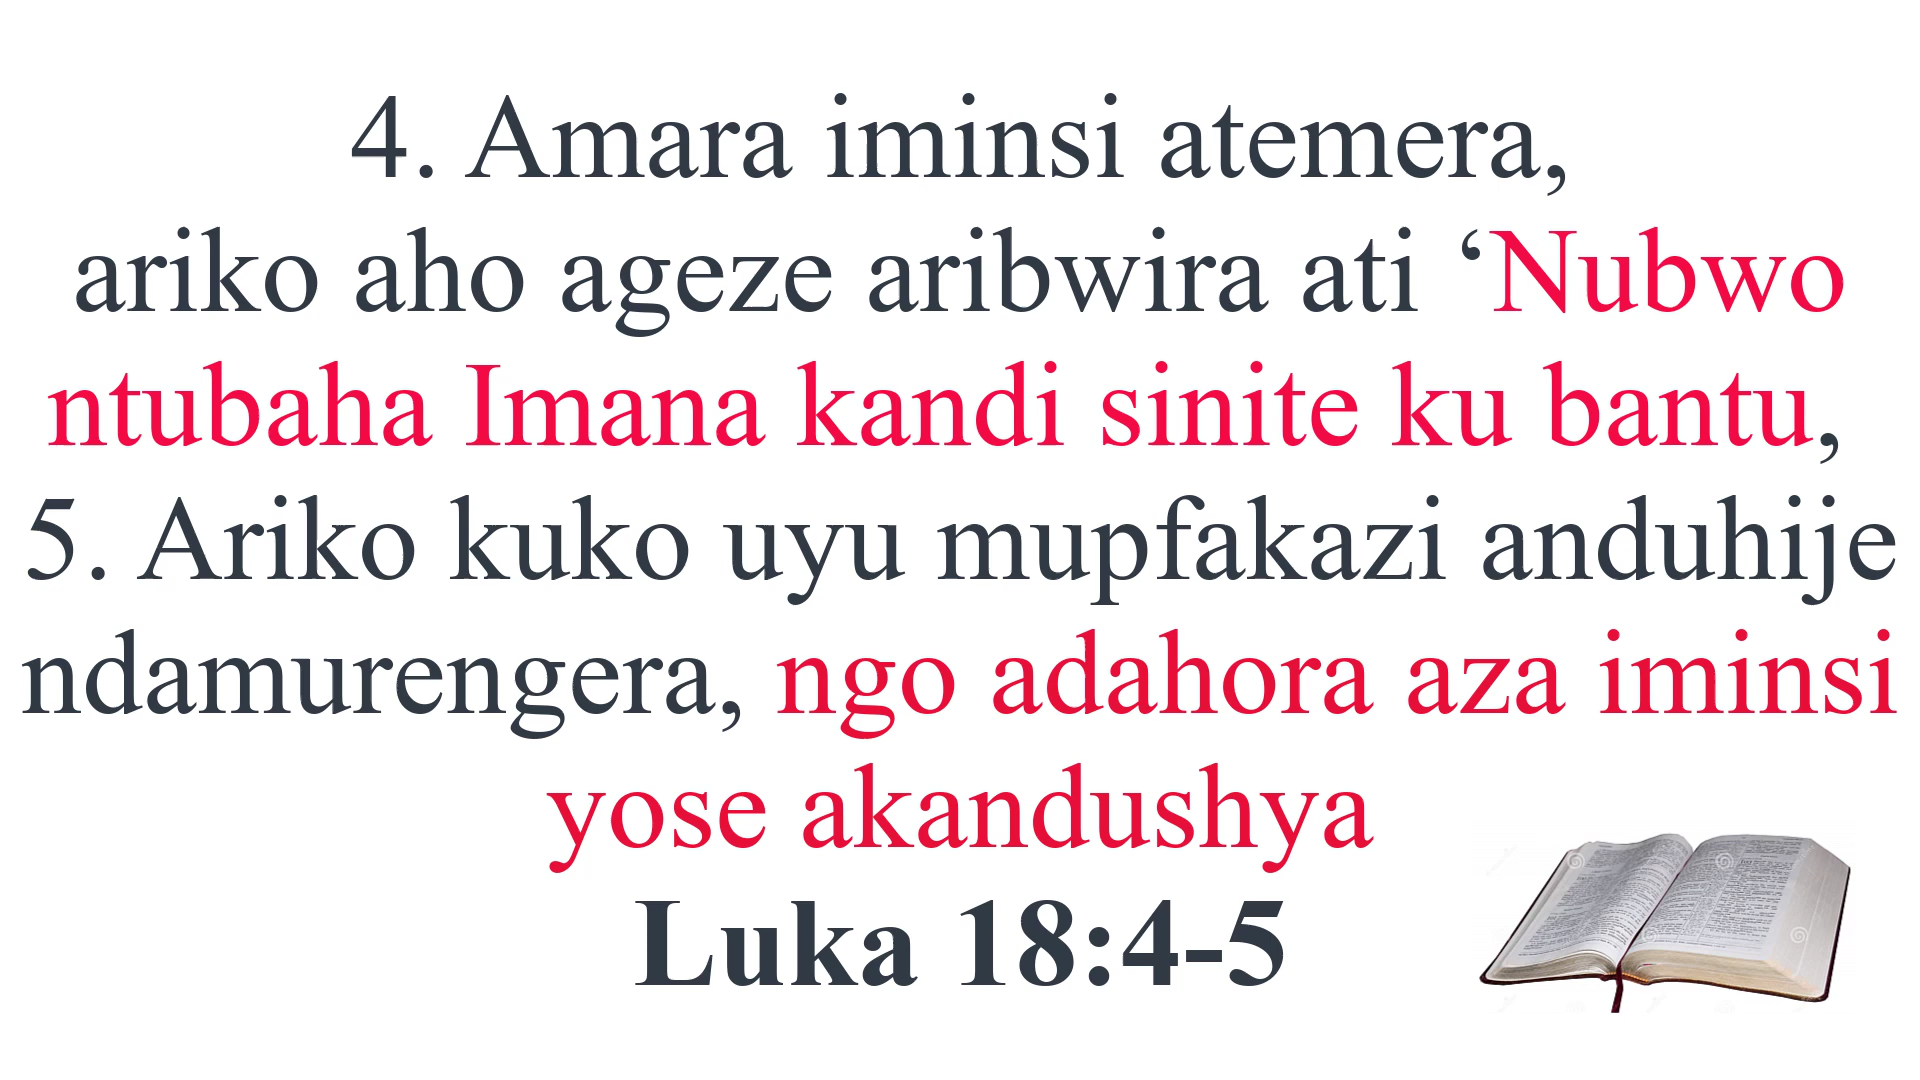 4. Amara iminsi atemera,
ariko aho ageze aribwira ati ‘Nubwo
ntubaha Imana kandi sinite ku bantu,
5. Ariko kuko uyu mupfakazi anduhije
ndamurengera, ngo adahora aza iminsi
yose akandushya
Luka 18:4-5